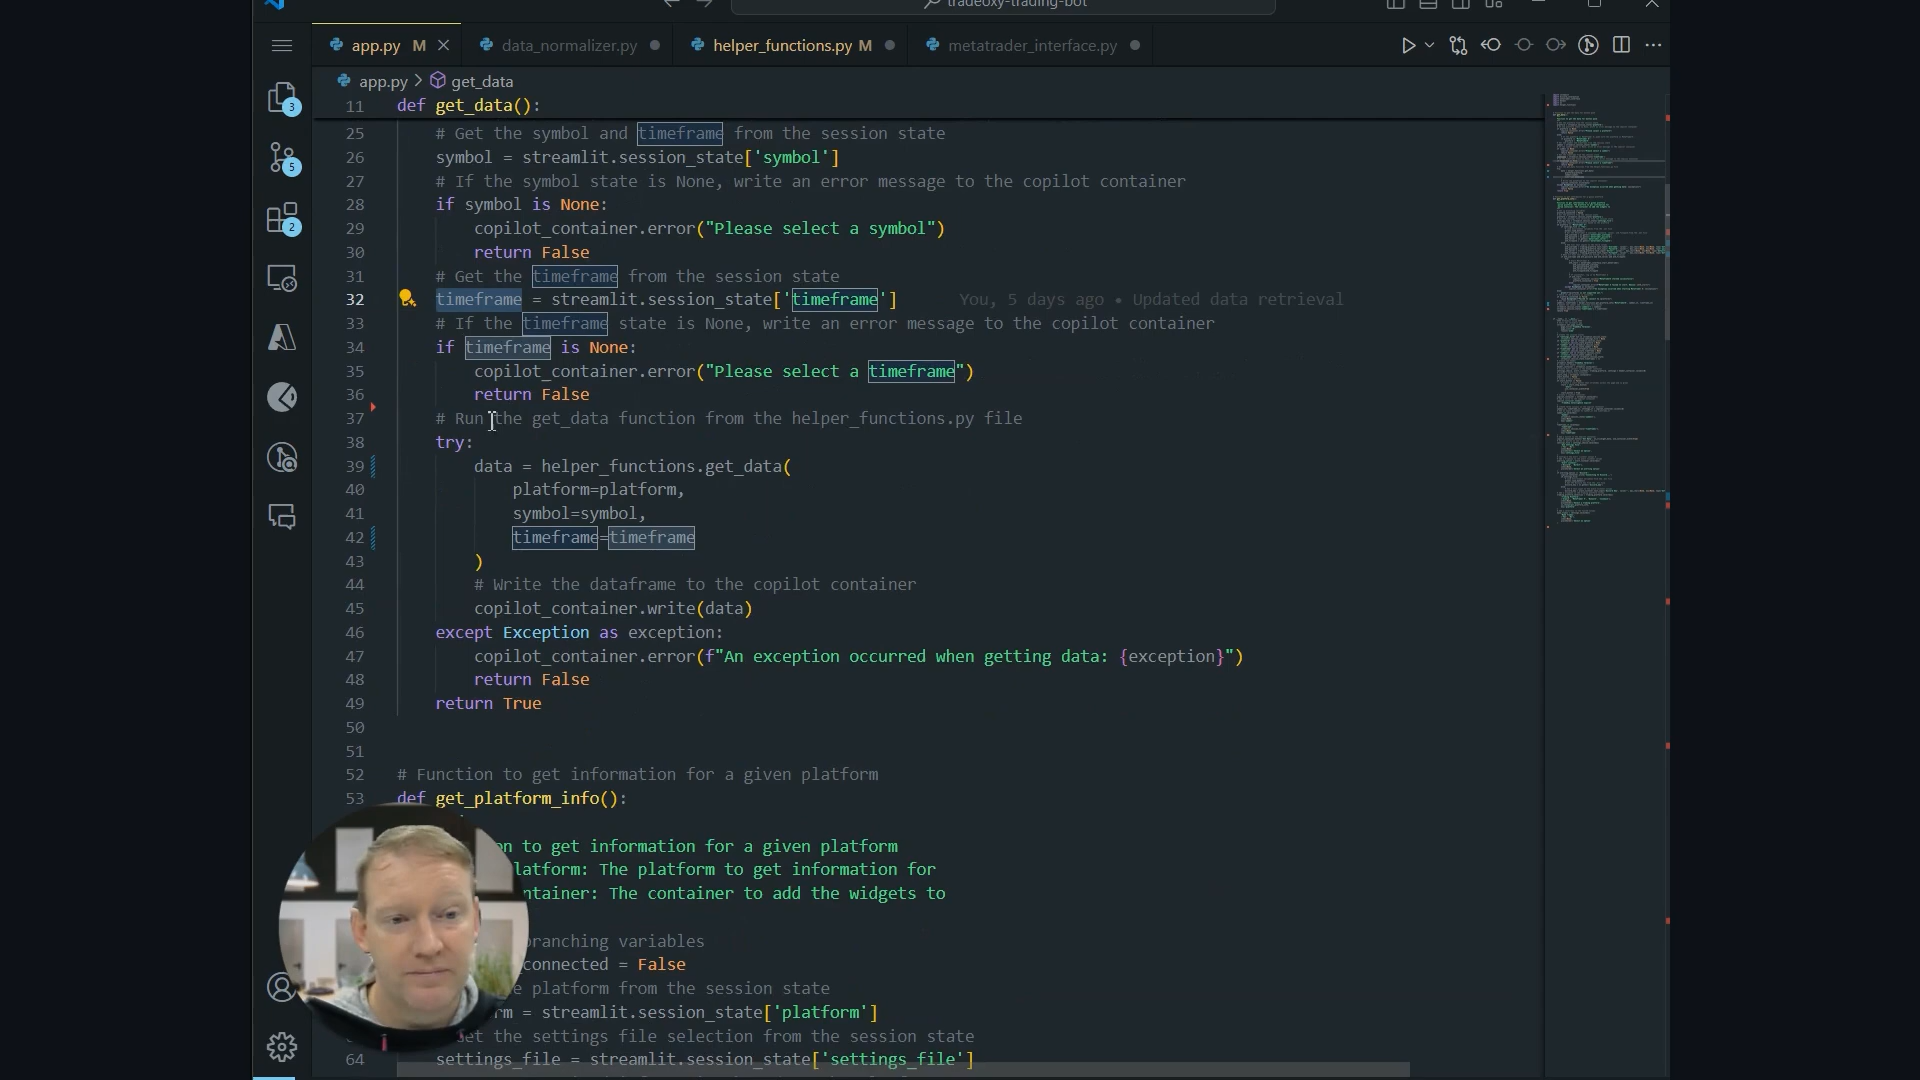 tradeoxy-trading-bot
app.py M
data_normalizer.py
helper_functions.py M
metatrader_interface.py
app.py > get_data
11 def get_data():
25 # Get the symbol and timeframe from the session state
26 symbol = streamlit.session_state['symbol']
27 # If the symbol state is None, write an error message to the copilot container
28 if symbol is None:
29 copilot_container.error("Please select a symbol")
30 return False
31 # Get the timeframe from the session state
32 timeframe = streamlit.session_state['timeframe'] You, 5 days ago • Updated data retrieval
33 # If the timeframe state is None, write an error message to the copilot container
34 if timeframe is None:
35 copilot_container.error("Please select a timeframe")
36 return False
37 # Run the get_data function from the helper_functions.py file
38 try:
39 data = helper_functions.get_data(
40 platform=platform,
41 symbol=symbol,
42 timeframe=timeframe
43 )
44 # Write the dataframe to the copilot container
45 copilot_container.write(data)
46 except Exception as exception:
47 copilot_container.error(f"An exception occurred when getting data: {exception}")
48 return False
49 return True
50
51
52 # Function to get information for a given platform
53 def get_platform_info():
to get information for a given platform
The platform to get information for
The container to add the widgets to
branching variables
connected = False
platform from the session state
= streamlit.session_state['platform']
the settings file selection from the session state
64 settings_file = streamlit.session_state['settings_file']
3
5
2